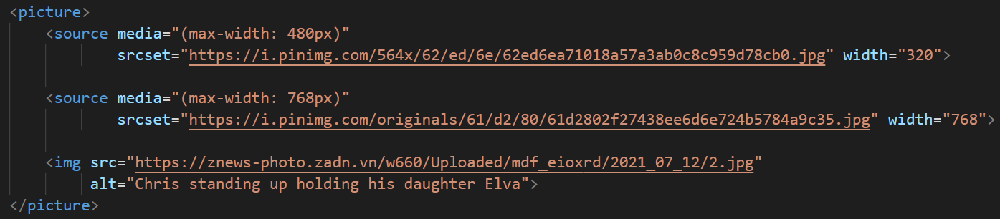 <picture>
<source media="(max-width: 480px)"
srcset="https://i.pinimg.com/564x/62/ed/6e/62ed6ea71018a57a3ab0c8c959d78cb0.jpg" width="320">
<source media="(max-width: 768px)"
srcset="https://i.pinimg.com/originals/61/d2/80/61d2802f27438ee6d6e724b5784a9c35.jpg" width="768">
<img src="https://znews-photo.zadn.vn/w660/Uploaded/mdf_eioxrd/2021_07_12/2.jpg"
alt="Chris standing up holding his daughter Elva">
</picture>